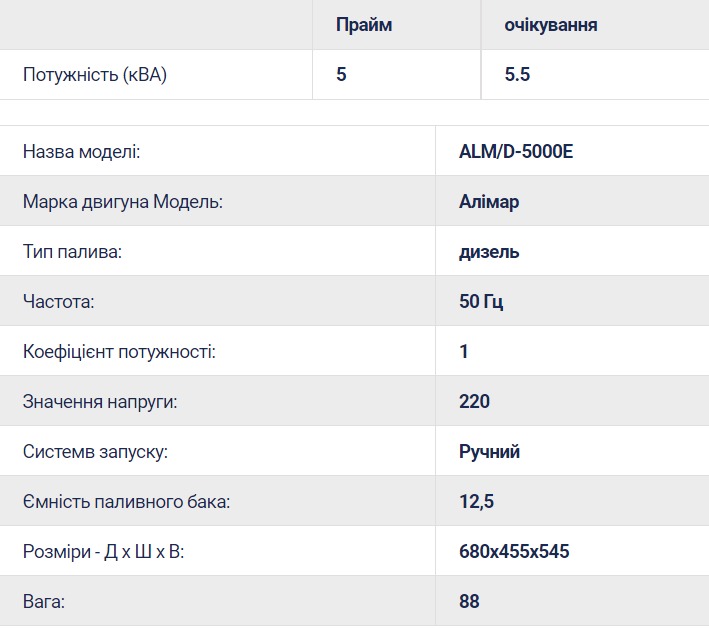 Прайм очікування
Потужність (кВА) 5 5.5
Назва моделі: ALM/D-5000E
Марка двигуна Модель: Алімар
Тип палива: дизель
Частота: 50 Гц
Коефіцієнт потужності: 1
Значення напруги: 220
Системв запуску: Ручний
Ємність паливного бака: 12,5
Розміри - Д х Ш х В: 680х455х545
Вага: 88